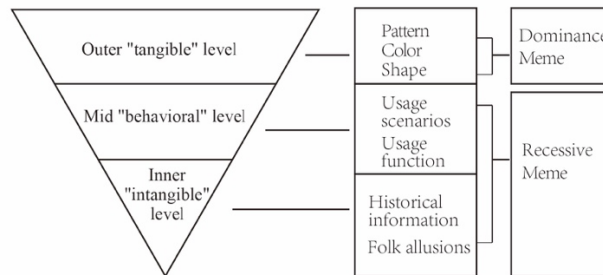 Outer "tangible" level
Mid "behavioral" level
Inner
"intangible"
level
Pattern
Color
Shape
Usage
scenarios
Usage
function
Historical
information
Folk allusions
Dominance
Meme
Recessive
Meme